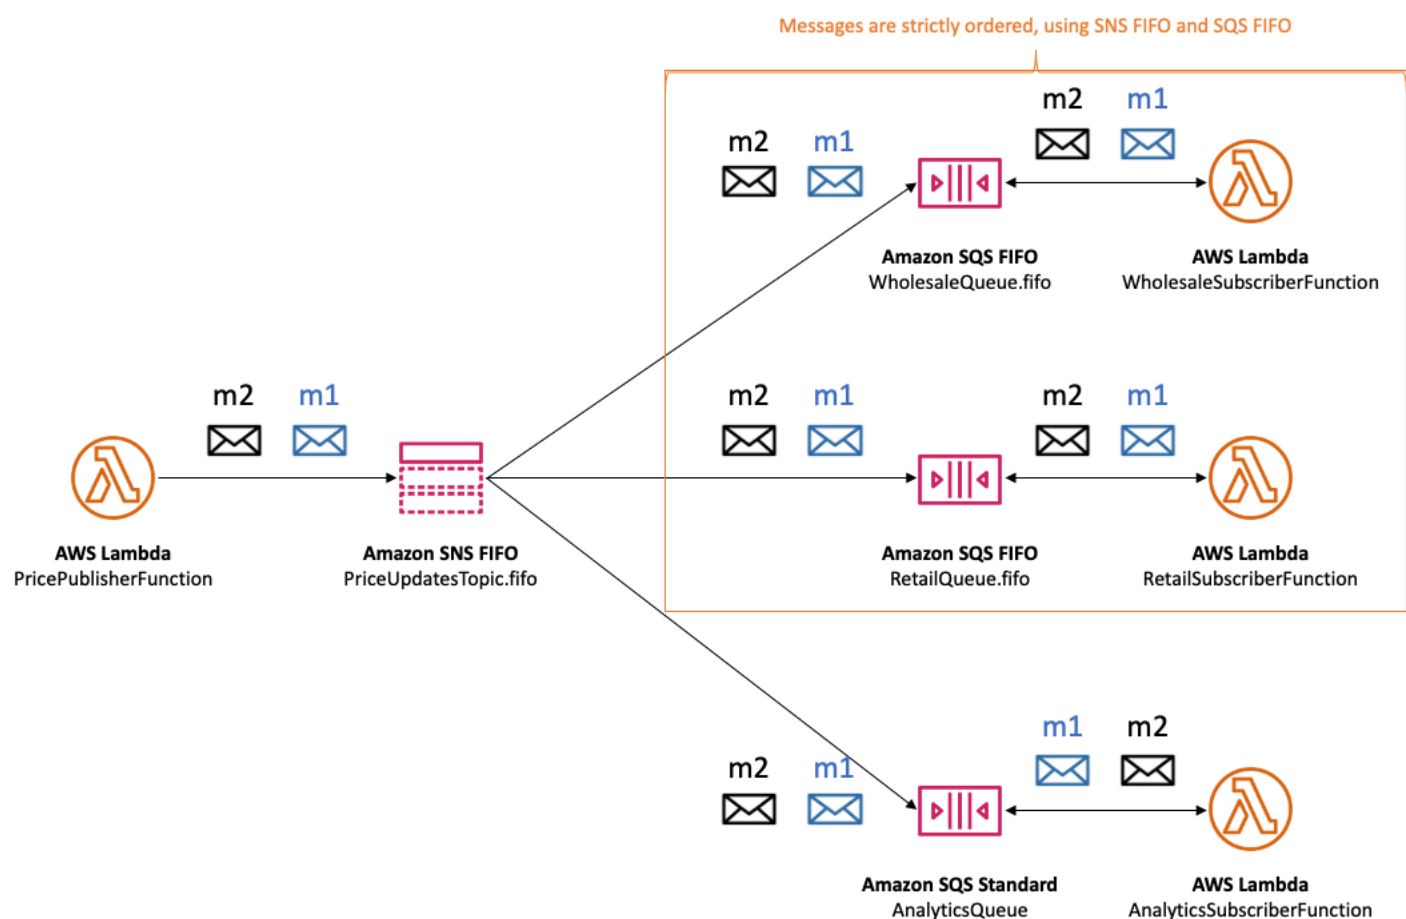 Messages are strictly ordered, using SNS FIFO and SQS FIFO
m2 m1
m2 m1
Amazon SQS FIFO
WholesaleQueue.fifo
AWS Lambda
WholesaleSubscriberFunction
m2 m1
m2 m1
m2 m1
AWS Lambda
PricePublisherFunction
Amazon SNS FIFO
PriceUpdatesTopic.fifo
Amazon SQS FIFO
RetailQueue.fifo
AWS Lambda
RetailSubscriberFunction
m1 m2
m2 m1
Amazon SQS Standard
AnalyticsQueue
AWS Lambda
AnalyticsSubscriberFunction